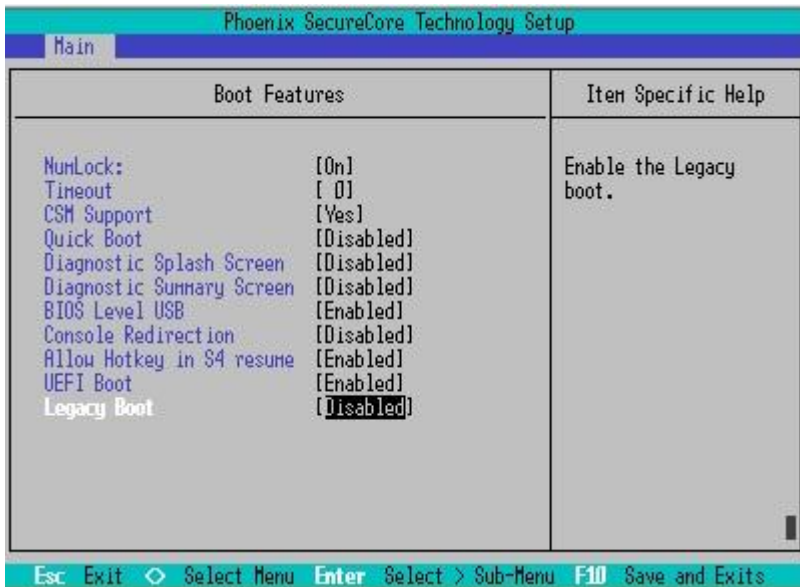 Phoenix SecureCore Technology Setup
Main
Boot Features
Item Specific Help
NumLock: [On]
Timeout [ 0]
CSM Support [Yes]
Quick Boot [Disabled]
Diagnostic Splash Screen [Disabled]
Diagnostic Summary Screen [Disabled]
BIOS Level USB [Enabled]
Console Redirection [Disabled]
Allow Hotkey in S4 resume [Enabled]
UEFI Boot [Enabled]
Legacy Boot [Disabled]
Enable the Legacy
boot.
Esc Exit ◇ Select Menu Enter Select > Sub-Menu F10 Save and Exits